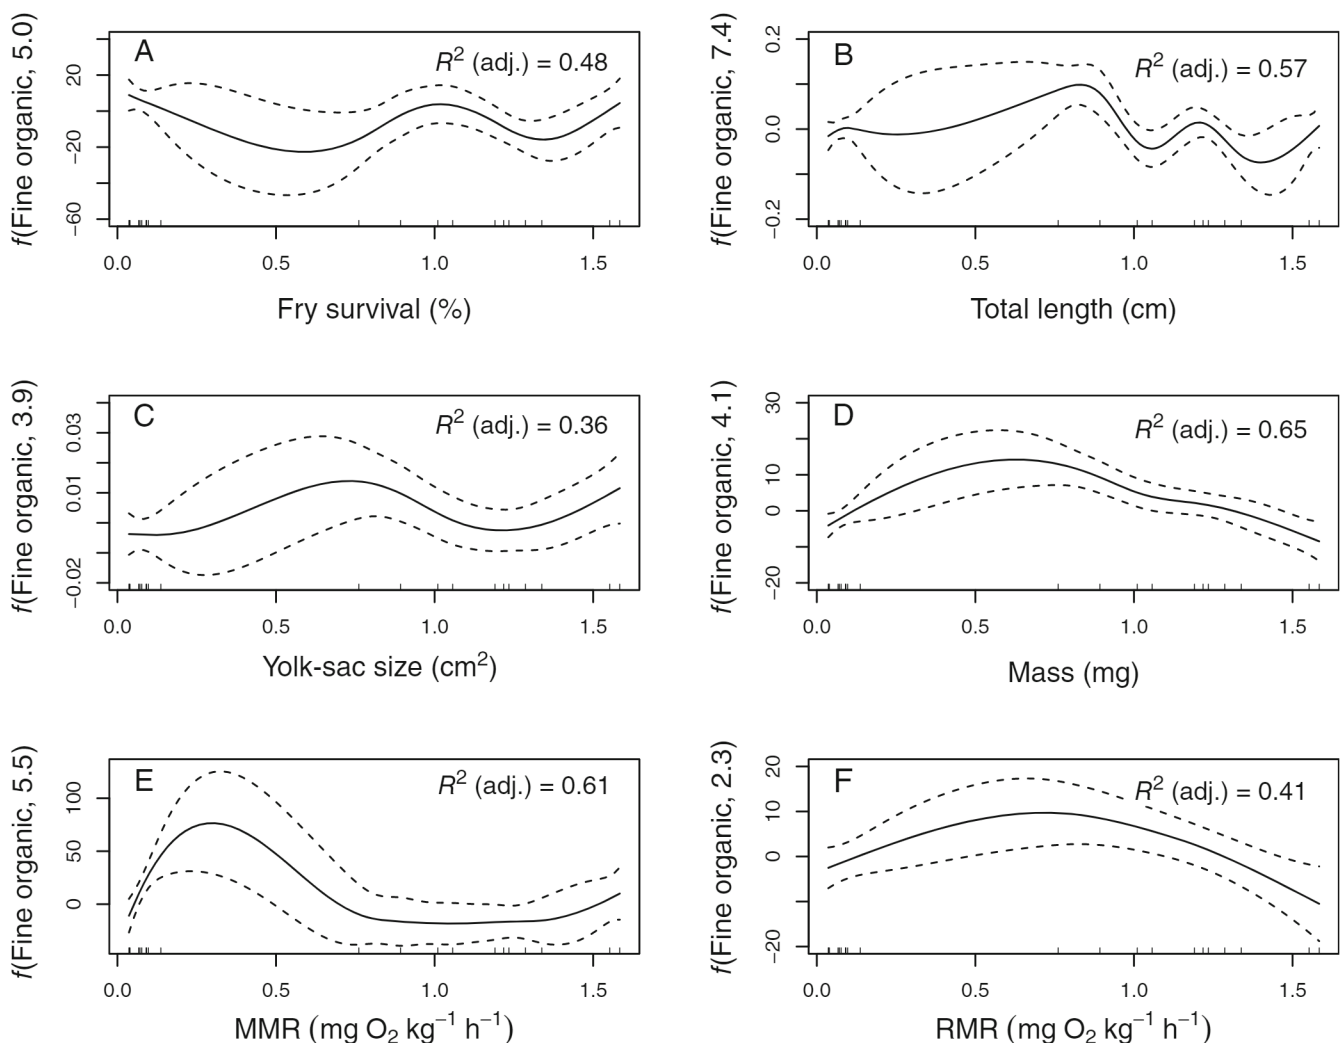 A
R² (adj.) = 0.48
f(Fine organic, 5.0)
20
−20
−60
0.0 0.5 1.0 1.5
Fry survival (%)
B
R² (adj.) = 0.57
f(Fine organic, 7.4)
0.2
0.0
−0.2
0.0 0.5 1.0 1.5
Total length (cm)
C
R² (adj.) = 0.36
f(Fine organic, 3.9)
0.03
0.01
−0.02
0.0 0.5 1.0 1.5
Yolk-sac size (cm²)
D
R² (adj.) = 0.65
f(Fine organic, 4.1)
30
10
0
−20
0.0 0.5 1.0 1.5
Mass (mg)
E
R² (adj.) = 0.61
f(Fine organic, 5.5)
100
50
0
0.0 0.5 1.0 1.5
MMR (mg O₂ kg⁻¹ h⁻¹)
F
R² (adj.) = 0.41
f(Fine organic, 2.3)
20
10
0
−20
0.0 0.5 1.0 1.5
RMR (mg O₂ kg⁻¹ h⁻¹)